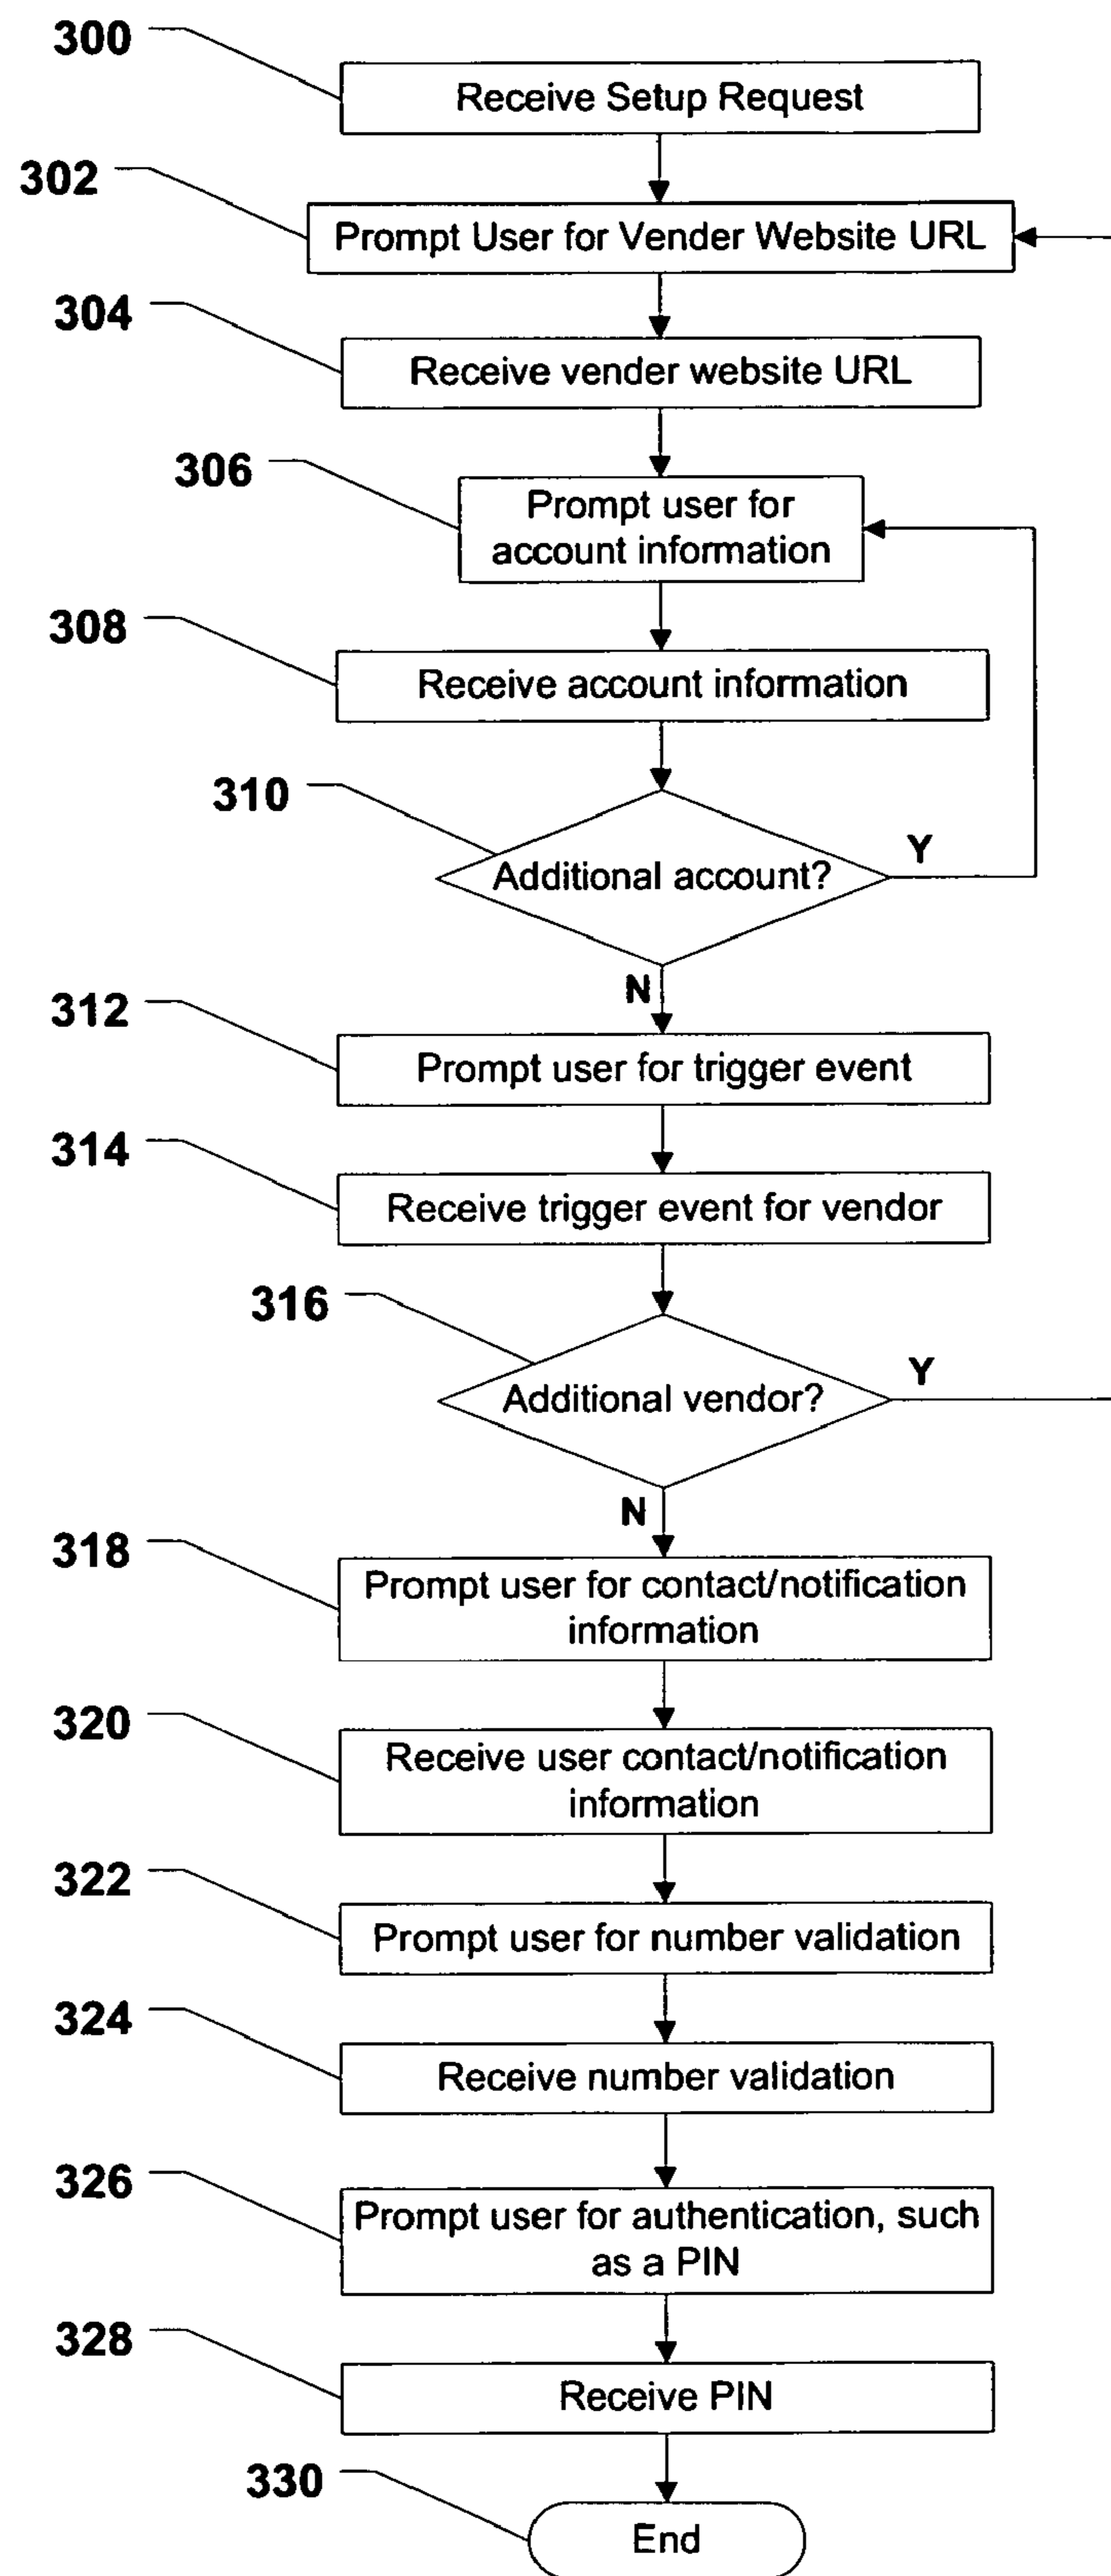 300
Receive Setup Request
302
Prompt User for Vender Website URL
304
Receive vender website URL
306
Prompt user for
account information
308
Receive account information
310
Additional account?
Y
N
312
Prompt user for trigger event
314
Receive trigger event for vendor
316
Additional vendor?
Y
N
318
Prompt user for contact/notification
information
320
Receive user contact/notification
information
322
Prompt user for number validation
324
Receive number validation
326
Prompt user for authentication, such
as a PIN
328
Receive PIN
330
End